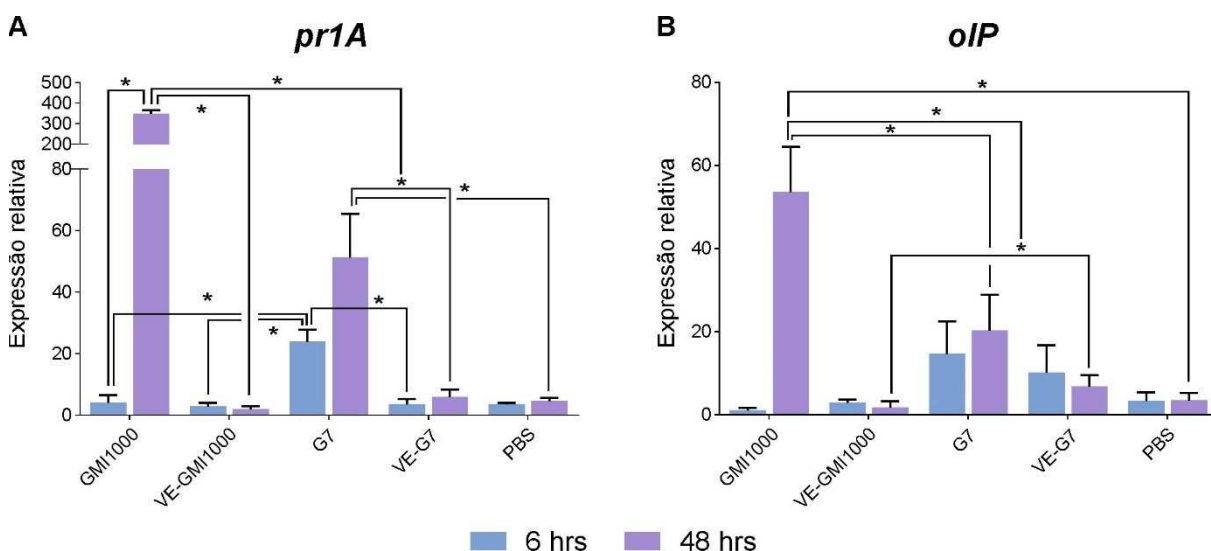 A
pr1A
Expressão relativa
500
400
300
200
80
60
40
20
0
*
*
*
*
*
*
*
*
GMI1000
VE-GMI1000
G7
VE-G7
PBS
B
olP
Expressão relativa
80
60
40
20
0
*
*
*
*
GMI1000
VE-GMI1000
G7
VE-G7
PBS
6 hrs
48 hrs